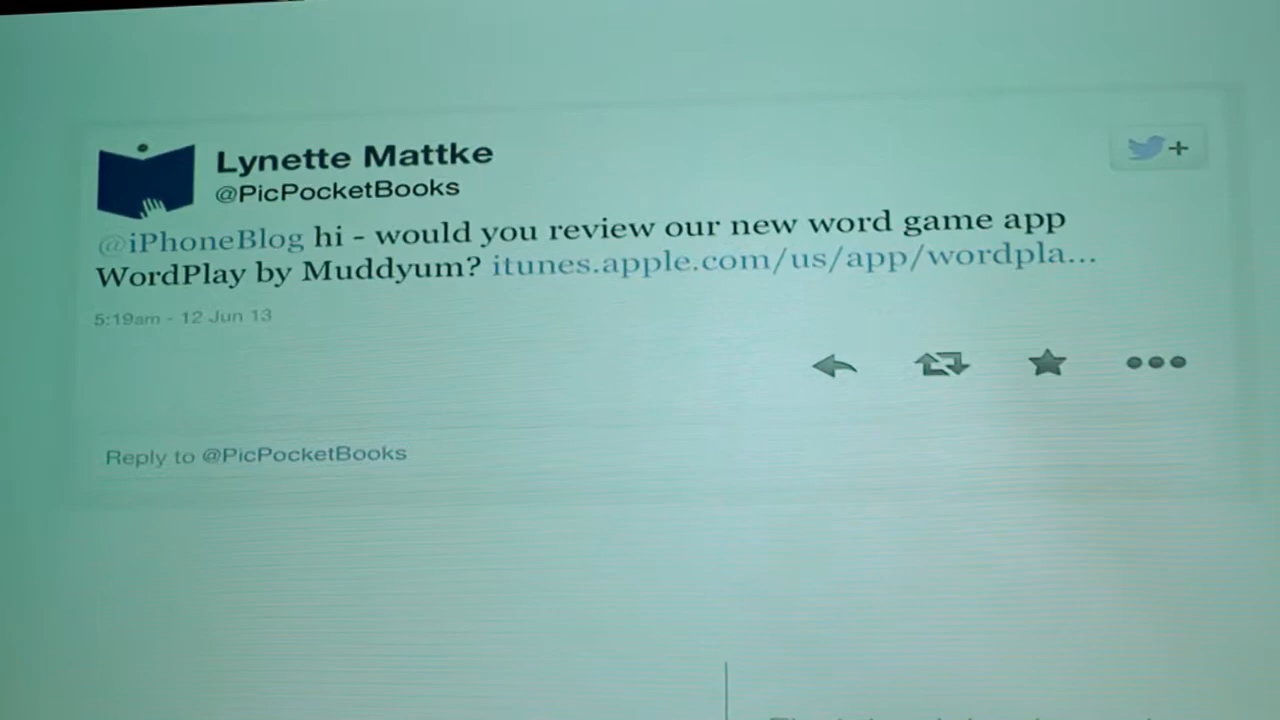 Lynette Mattke
@PicPocketBooks
@iPhoneBlog hi - would you review our new word game app
WordPlay by Muddyum? itunes.apple.com/us/app/wordpla...
5:19am - 12 Jun 13
Reply to @PicPocketBooks